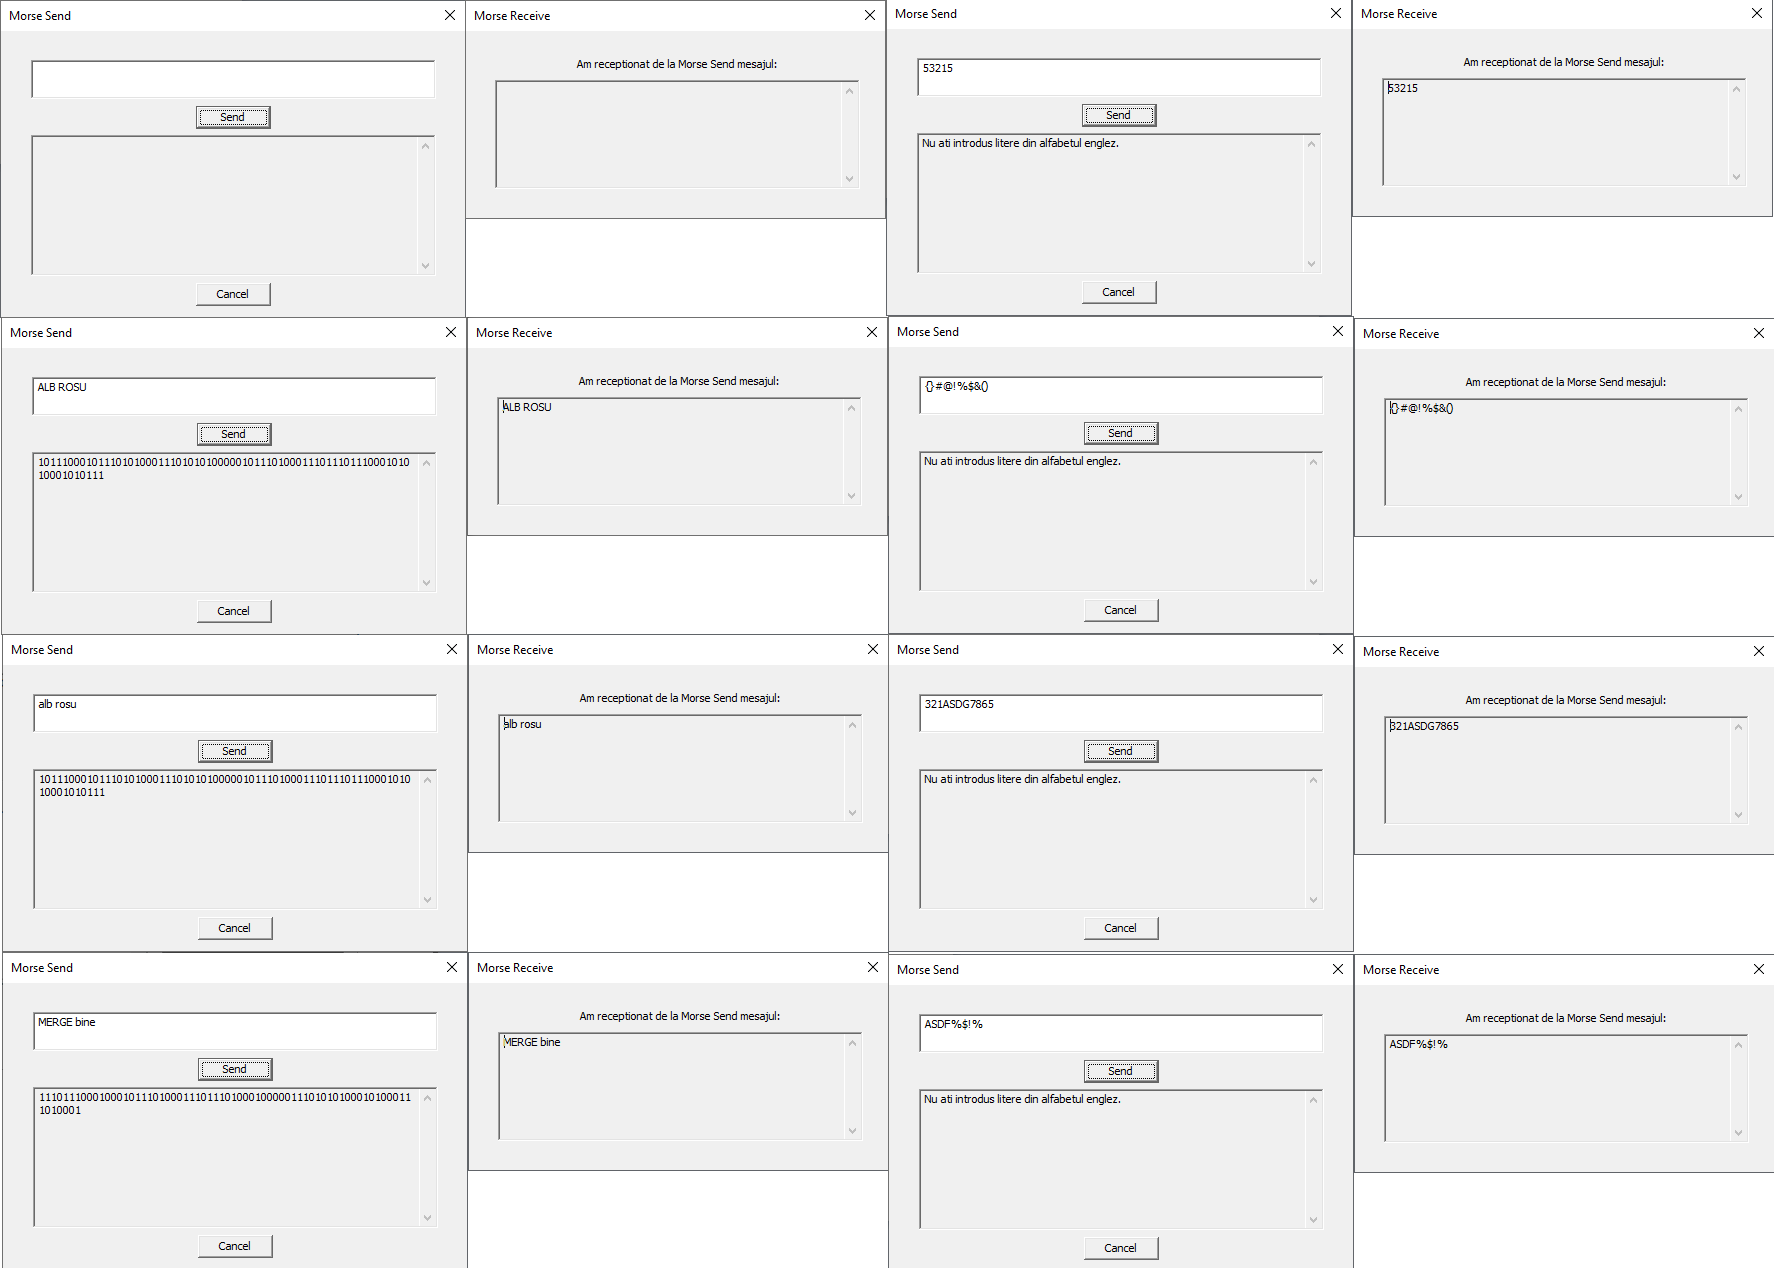 Morse Send
Morse Receive
Am receptionat de la Morse Send mesajul:
Send
Cancel
Morse Send
Morse Receive
Am receptionat de la Morse Send mesajul:
53215
53215
Send
Nu ati introdus litere din alfabetul englez.
Cancel
Morse Send
Morse Receive
Am receptionat de la Morse Send mesajul:
ALB ROSU
ALB ROSU
Send
10111000101110101000111010101000001011101000111011101110001010
10001010111
Cancel
Morse Send
Morse Receive
Am receptionat de la Morse Send mesajul:
{}#@!%$&()
{}#@!%$&()
Send
Nu ati introdus litere din alfabetul englez.
Cancel
Morse Send
Morse Receive
Am receptionat de la Morse Send mesajul:
alb rosu
alb rosu
Send
10111000101110101000111010101000001011101000111011101110001010
10001010111
Cancel
Morse Send
Morse Receive
Am receptionat de la Morse Send mesajul:
321ASDG7865
321ASDG7865
Send
Nu ati introdus litere din alfabetul englez.
Cancel
Morse Send
Morse Receive
Am receptionat de la Morse Send mesajul:
MERGE bine
MERGE bine
Send
11101110001000101110100011101110100010000011101010100010100011
1010001
Cancel
Morse Send
Morse Receive
Am receptionat de la Morse Send mesajul:
ASDF%$!%
ASDF%$!%
Send
Nu ati introdus litere din alfabetul englez.
Cancel